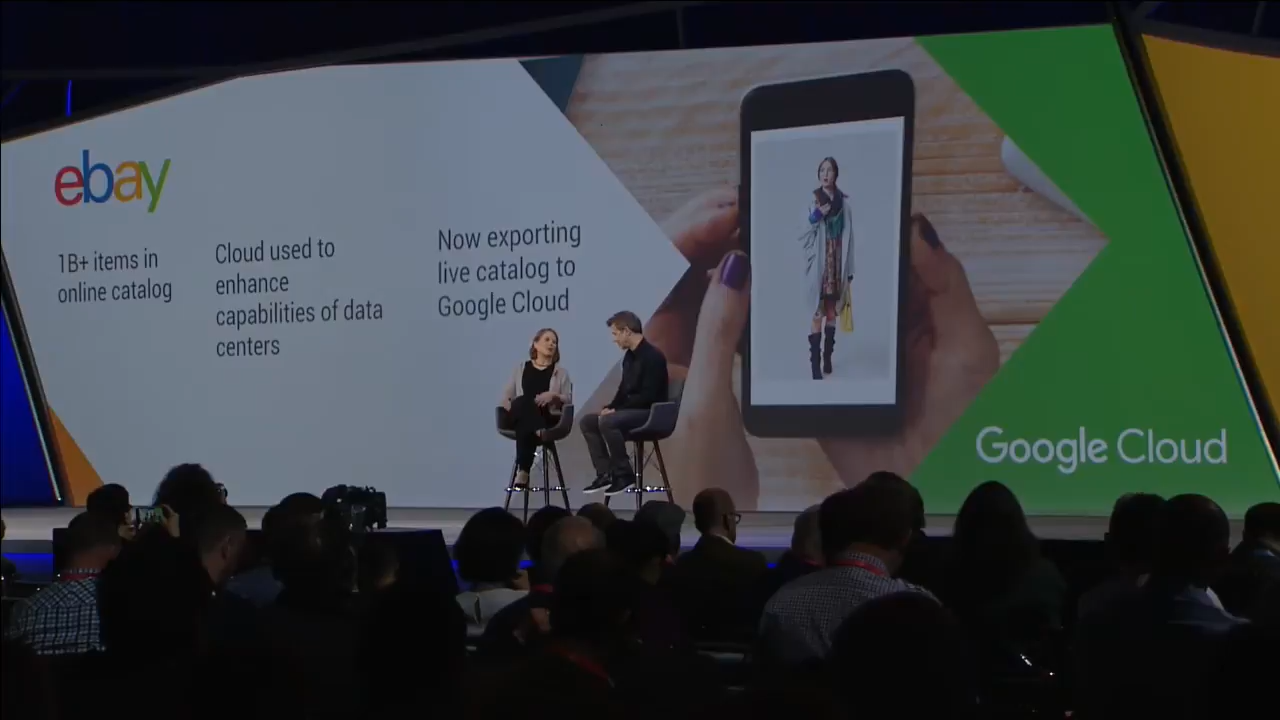 ebay
1B+ items in
online catalog
Cloud used to
enhance
capabilities of data
centers
Now exporting
live catalog to
Google Cloud
Google Cloud